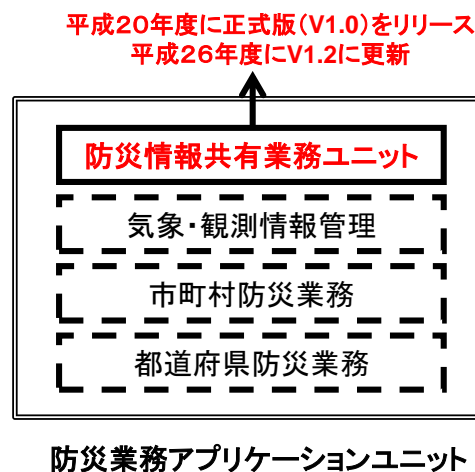 平成20年度に正式版(V1.0)をリリース
平成26年度にV1.2に更新
防災情報共有業務ユニット
気象・観測情報管理
市町村防災業務
都道府県防災業務
防災業務アプリケーションユニット